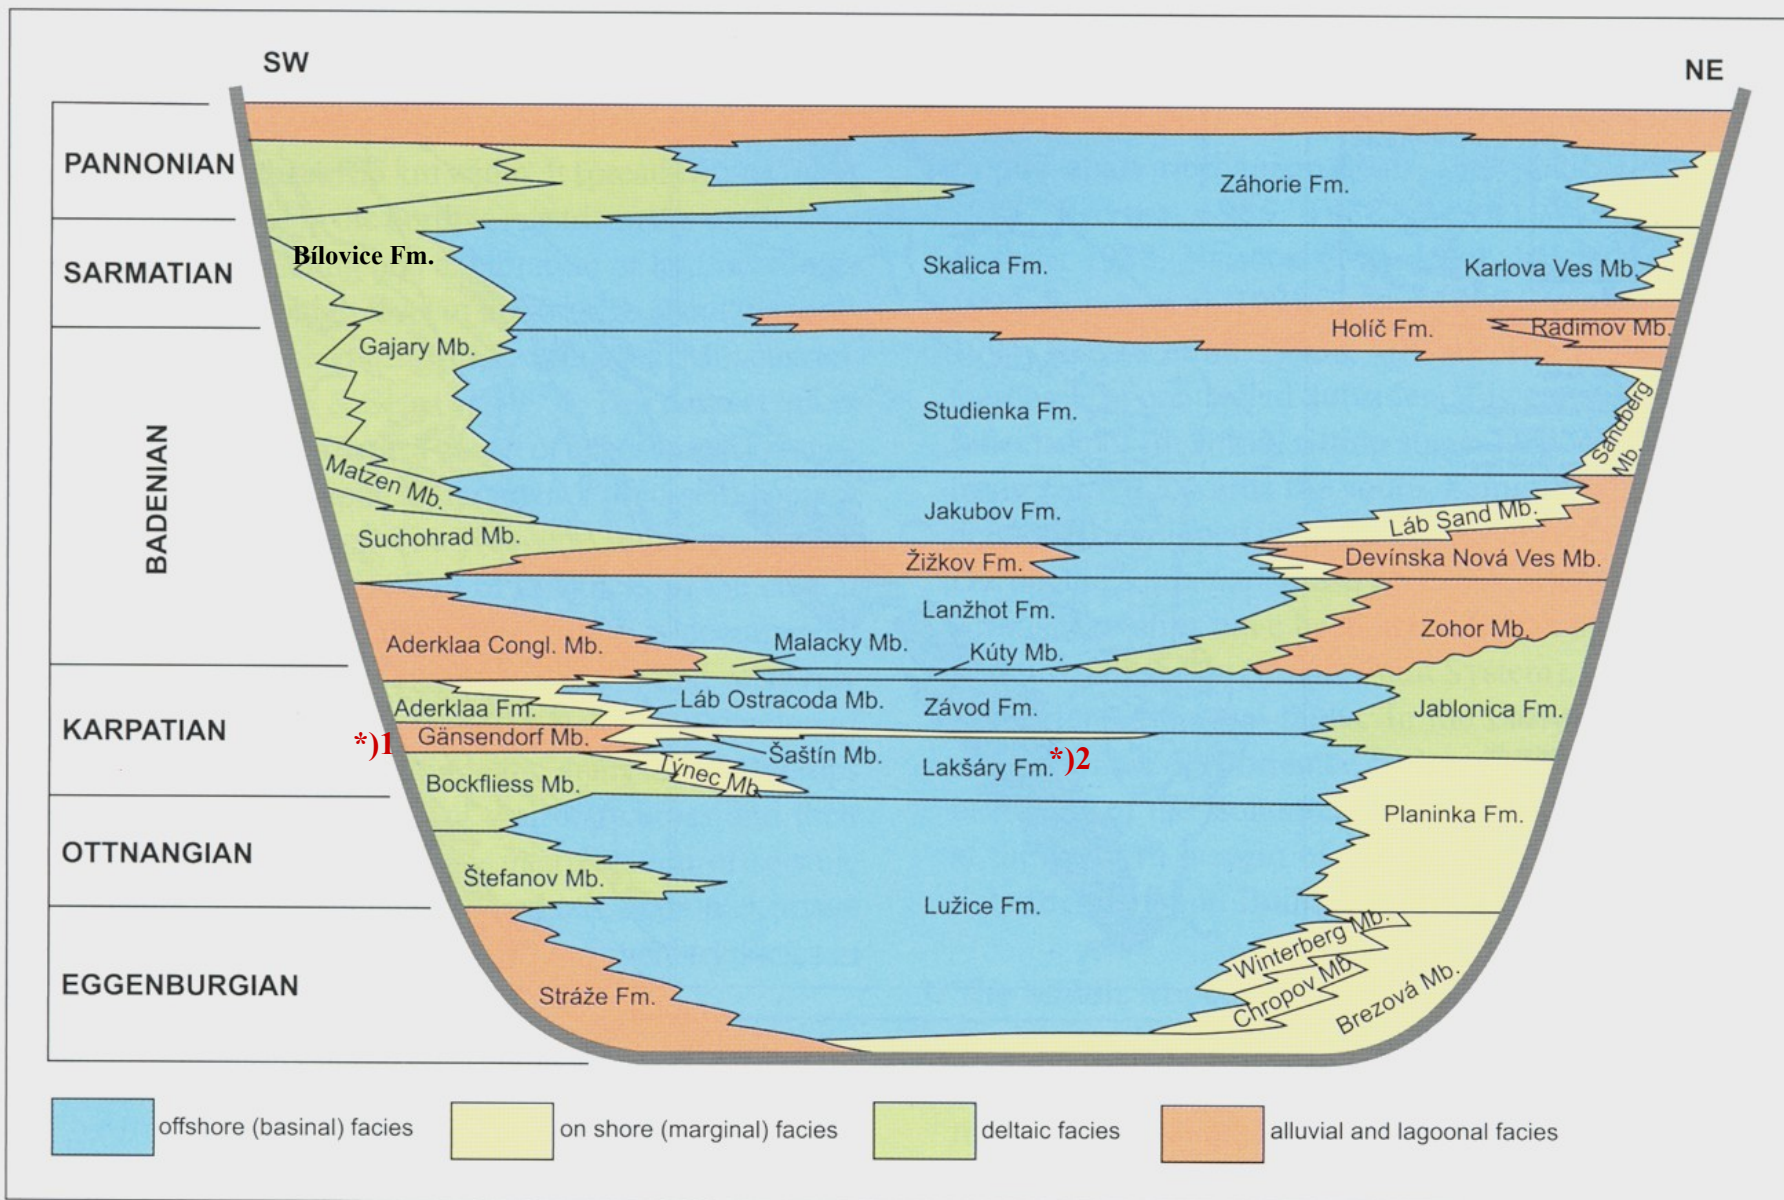 SW
NE
PANNONIAN
Záhorie Fm.
Bílovice Fm.
SARMATIAN
Skalica Fm.
Karlova Ves Mb.
Holíč Fm.
Radimov Mb.
Gajary Mb.
BADENIAN
Studienka Fm.
Sandberg
Mb.
Matzen Mb.
Jakubov Fm.
Láb Sand Mb.
Suchohrad Mb.
Žižkov Fm.
Devínska Nová Ves Mb.
Lanžhot Fm.
Zohor Mb.
Aderklaa Congl. Mb.
Malacky Mb.
Kúty Mb.
KARPATIAN
Aderklaa Fm.
Láb Ostracoda Mb.
Závod Fm.
Jablonica Fm.
*)1
Gänsendorf Mb.
Šaštín Mb.
Lakšáry Fm.
*)2
Týnec Mb.
Bockfliess Mb.
Planinka Fm.
OTTNANGIAN
Štefanov Mb.
Lužice Fm.
Winterberg Mb.
EGGENBURGIAN
Stráže Fm.
Chropov Mb.
Brezová Mb.
offshore (basinal) facies
on shore (marginal) facies
deltaic facies
alluvial and lagoonal facies